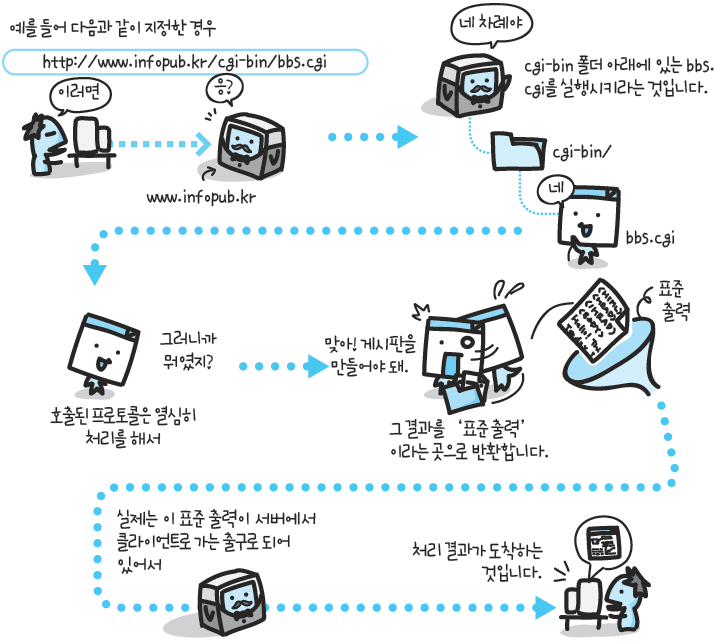 예를 들어 다음과 같이 지정한 경우
http://www.infopub.kr/cgi-bin/bbs.cgi
이러면
응?
www.infopub.kr
네 차례야
cgi-bin 폴더 아래에 있는 bbs.
cgi를 실행시키라는 것입니다.
cgi-bin/
네
bbs.cgi
그러니까
뭐였지?
호출된 프로토콜은 열심히
처리를 해서
맞아! 게시판을
만들어야 돼.
그 결과를 ‘표준 출력’
이라는 곳으로 반환합니다.
<HTML>
<HEAD>
</HEAD>
<BODY>
Hello! I'm
표준
출력
실제는 이 표준 출력이 서버에서
클라이언트로 가는 출구로 되어
있어서
처리 결과가 도착하는
것입니다.